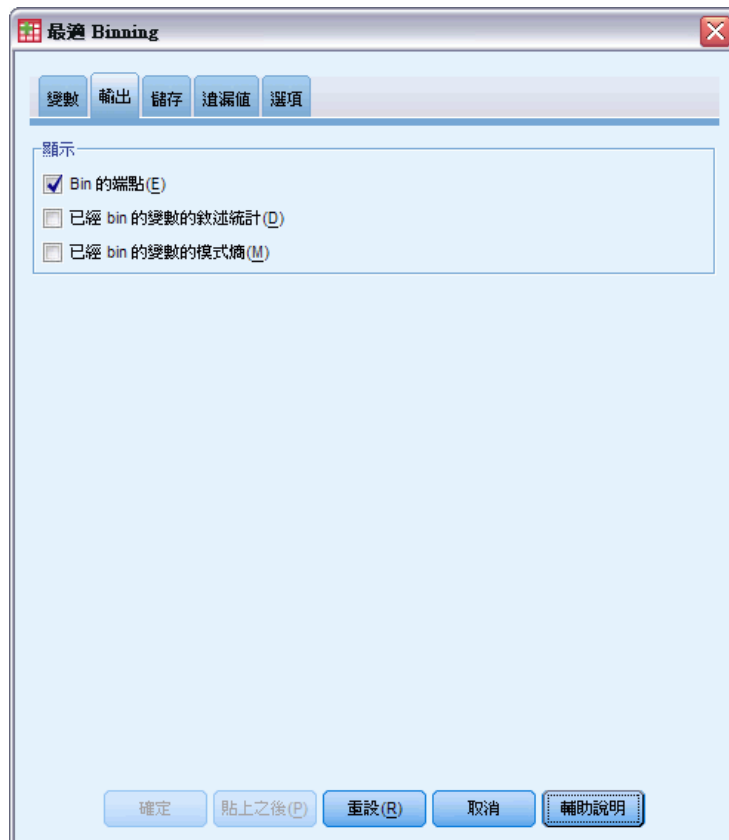 最適 Binning
變數 輸出 儲存 遺漏值 選項
顯示
Bin 的端點(E)
已經 bin 的變數的敘述統計(D)
已經 bin 的變數的模式熵(M)
確定 貼上之後(P) 重設(R) 取消 輔助說明